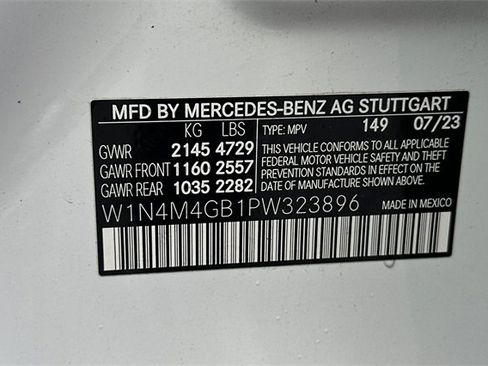 MFD BY MERCEDES-BENZ AG STUTTGART
KG LBS TYPE: MPV 149 07/23
GVWR 2145 4729
GAWR FRONT 1160 2557
GAWR REAR 1035 2282
THIS VEHICLE CONFORMS TO ALL APPLICABLE
FEDERAL MOTOR VEHICLE SAFETY AND THEFT
PREVENTION STANDARDS IN EFFECT ON THE
DATE OF MANUFACTURE SHOWN ABOVE.
W1N4M4GB1PW323896 MADE IN MEXICO